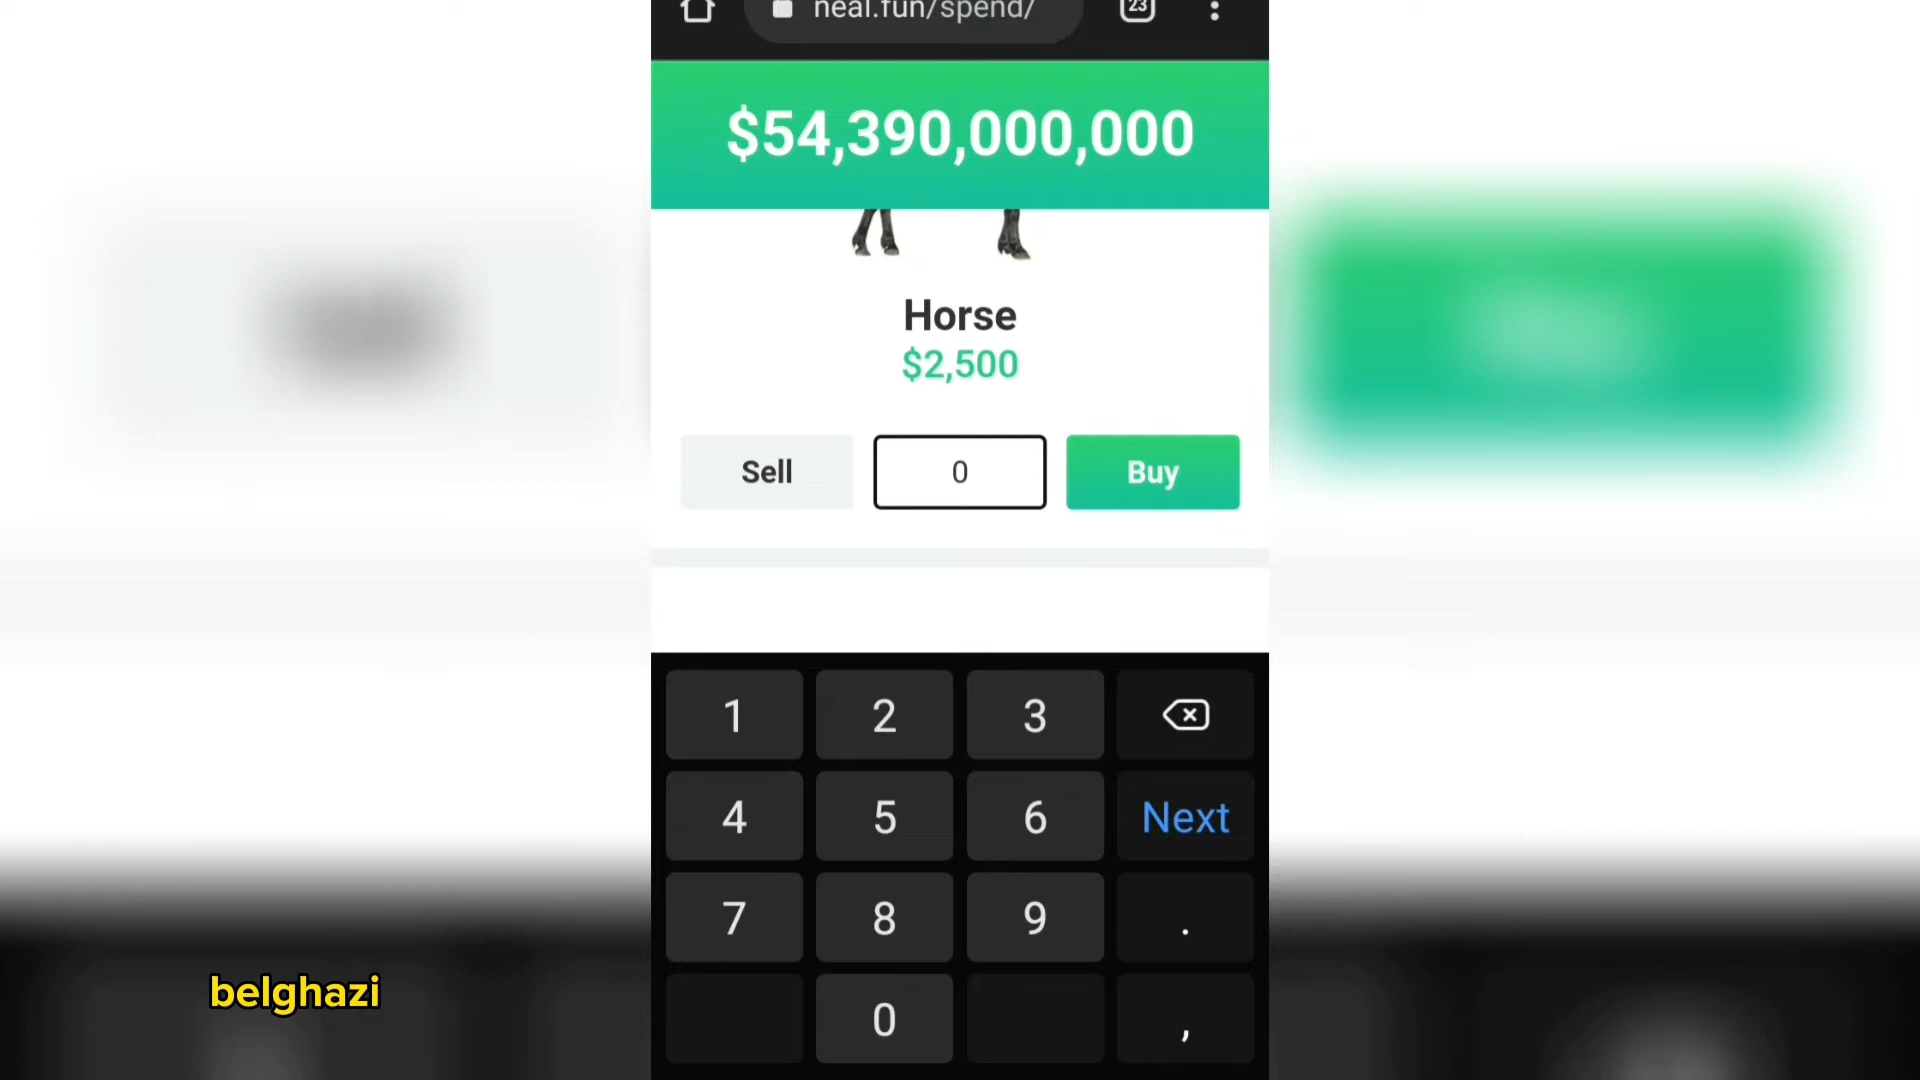 neal.fun/spend/
23
$54,390,000,000
Horse
$2,500
Sell
0
Buy
1
2
3
4
5
6
Next
7
8
9
.
0
,
belghazi